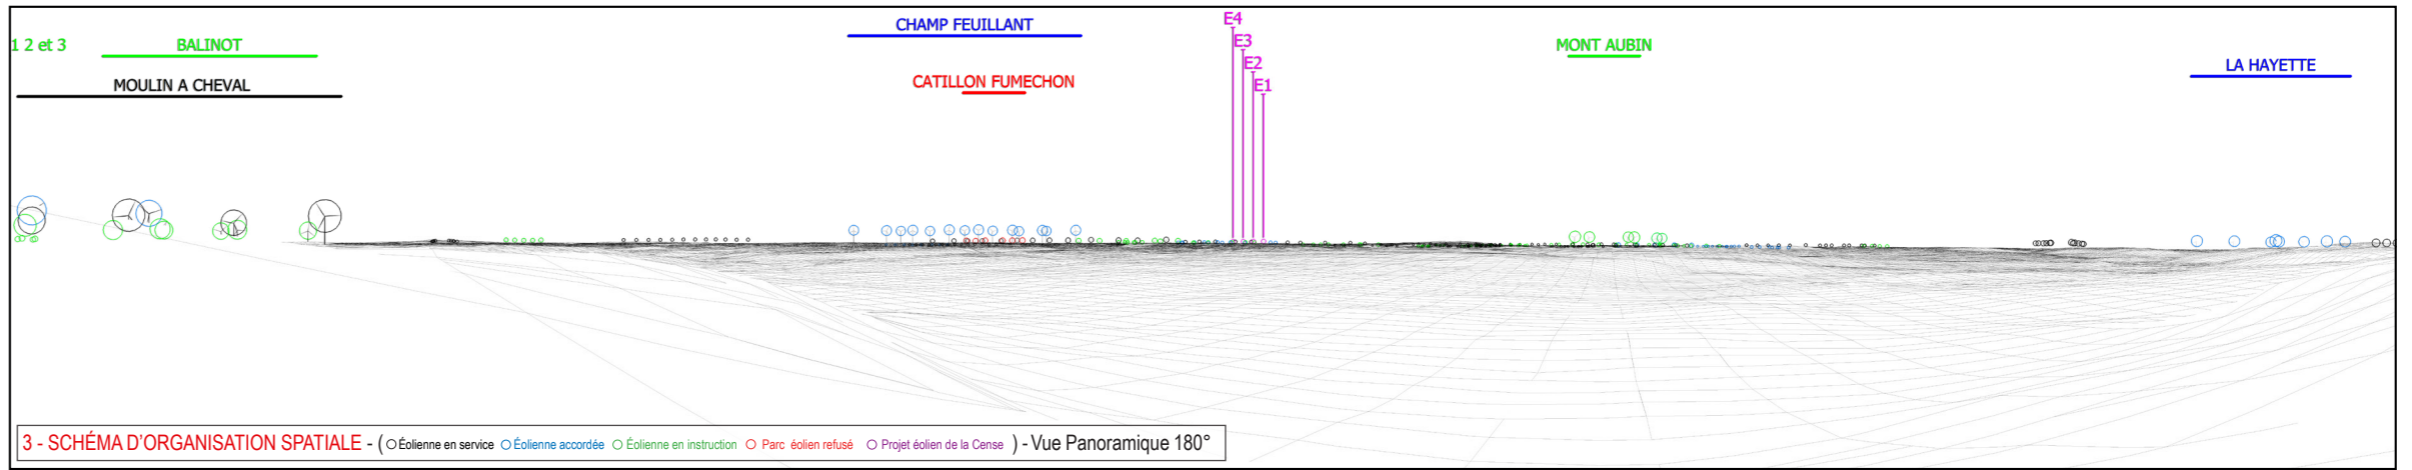 CHAMP FEUILLANT
E4
E3
E2
E1
1 2 et 3
BALINOT
MONT AUBIN
LA HAYETTE
MOULIN A CHEVAL
CATILLON FUMECHON
3 - SCHÉMA D'ORGANISATION SPATIALE - ( Éolienne en service Éolienne accordée Éolienne en instruction Parc éolien refusé Projet éolien de la Cense ) - Vue Panoramique 180°